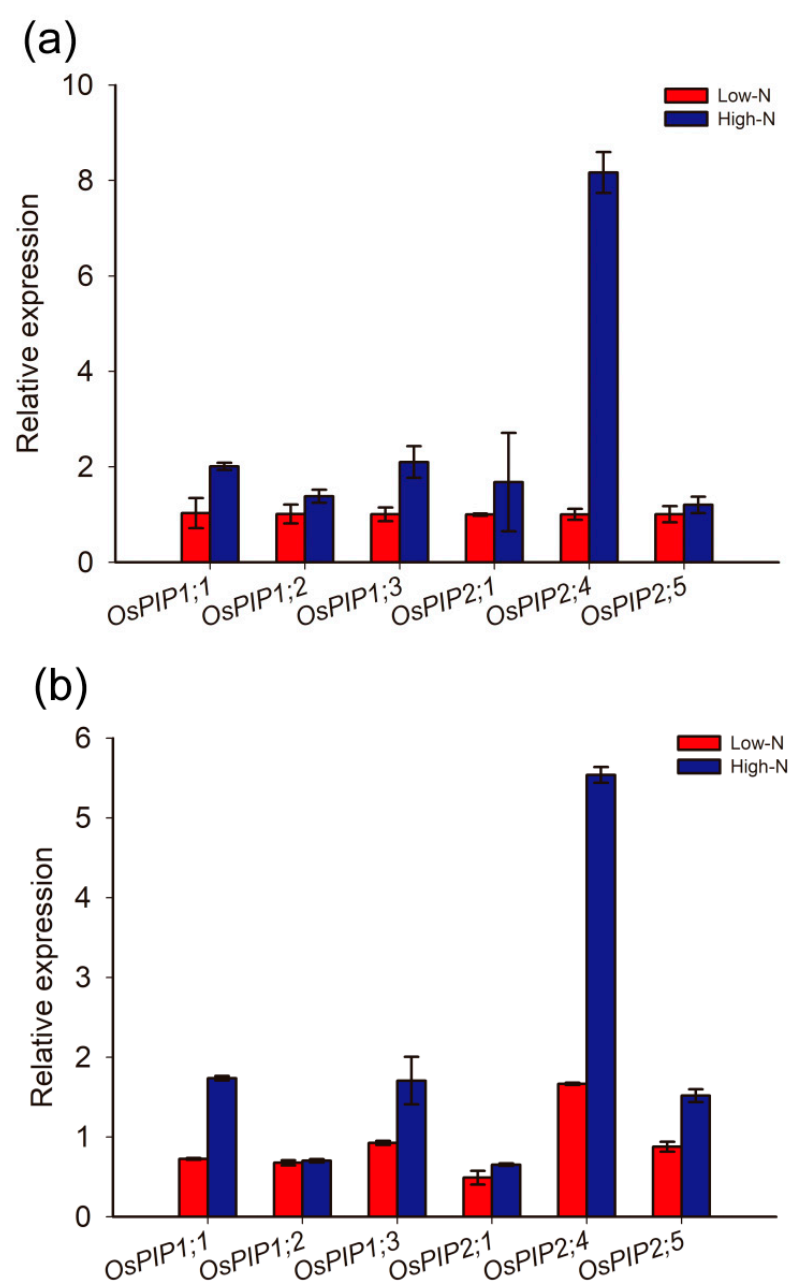 (a)
10
8
6
4
2
0
Relative expression
Low-N
High-N
OsPIP1;1
OsPIP1;2
OsPIP1;3
OsPIP2;1
OsPIP2;4
OsPIP2;5
(b)
6
5
4
3
2
1
0
Relative expression
Low-N
High-N
OsPIP1;1
OsPIP1;2
OsPIP1;3
OsPIP2;1
OsPIP2;4
OsPIP2;5